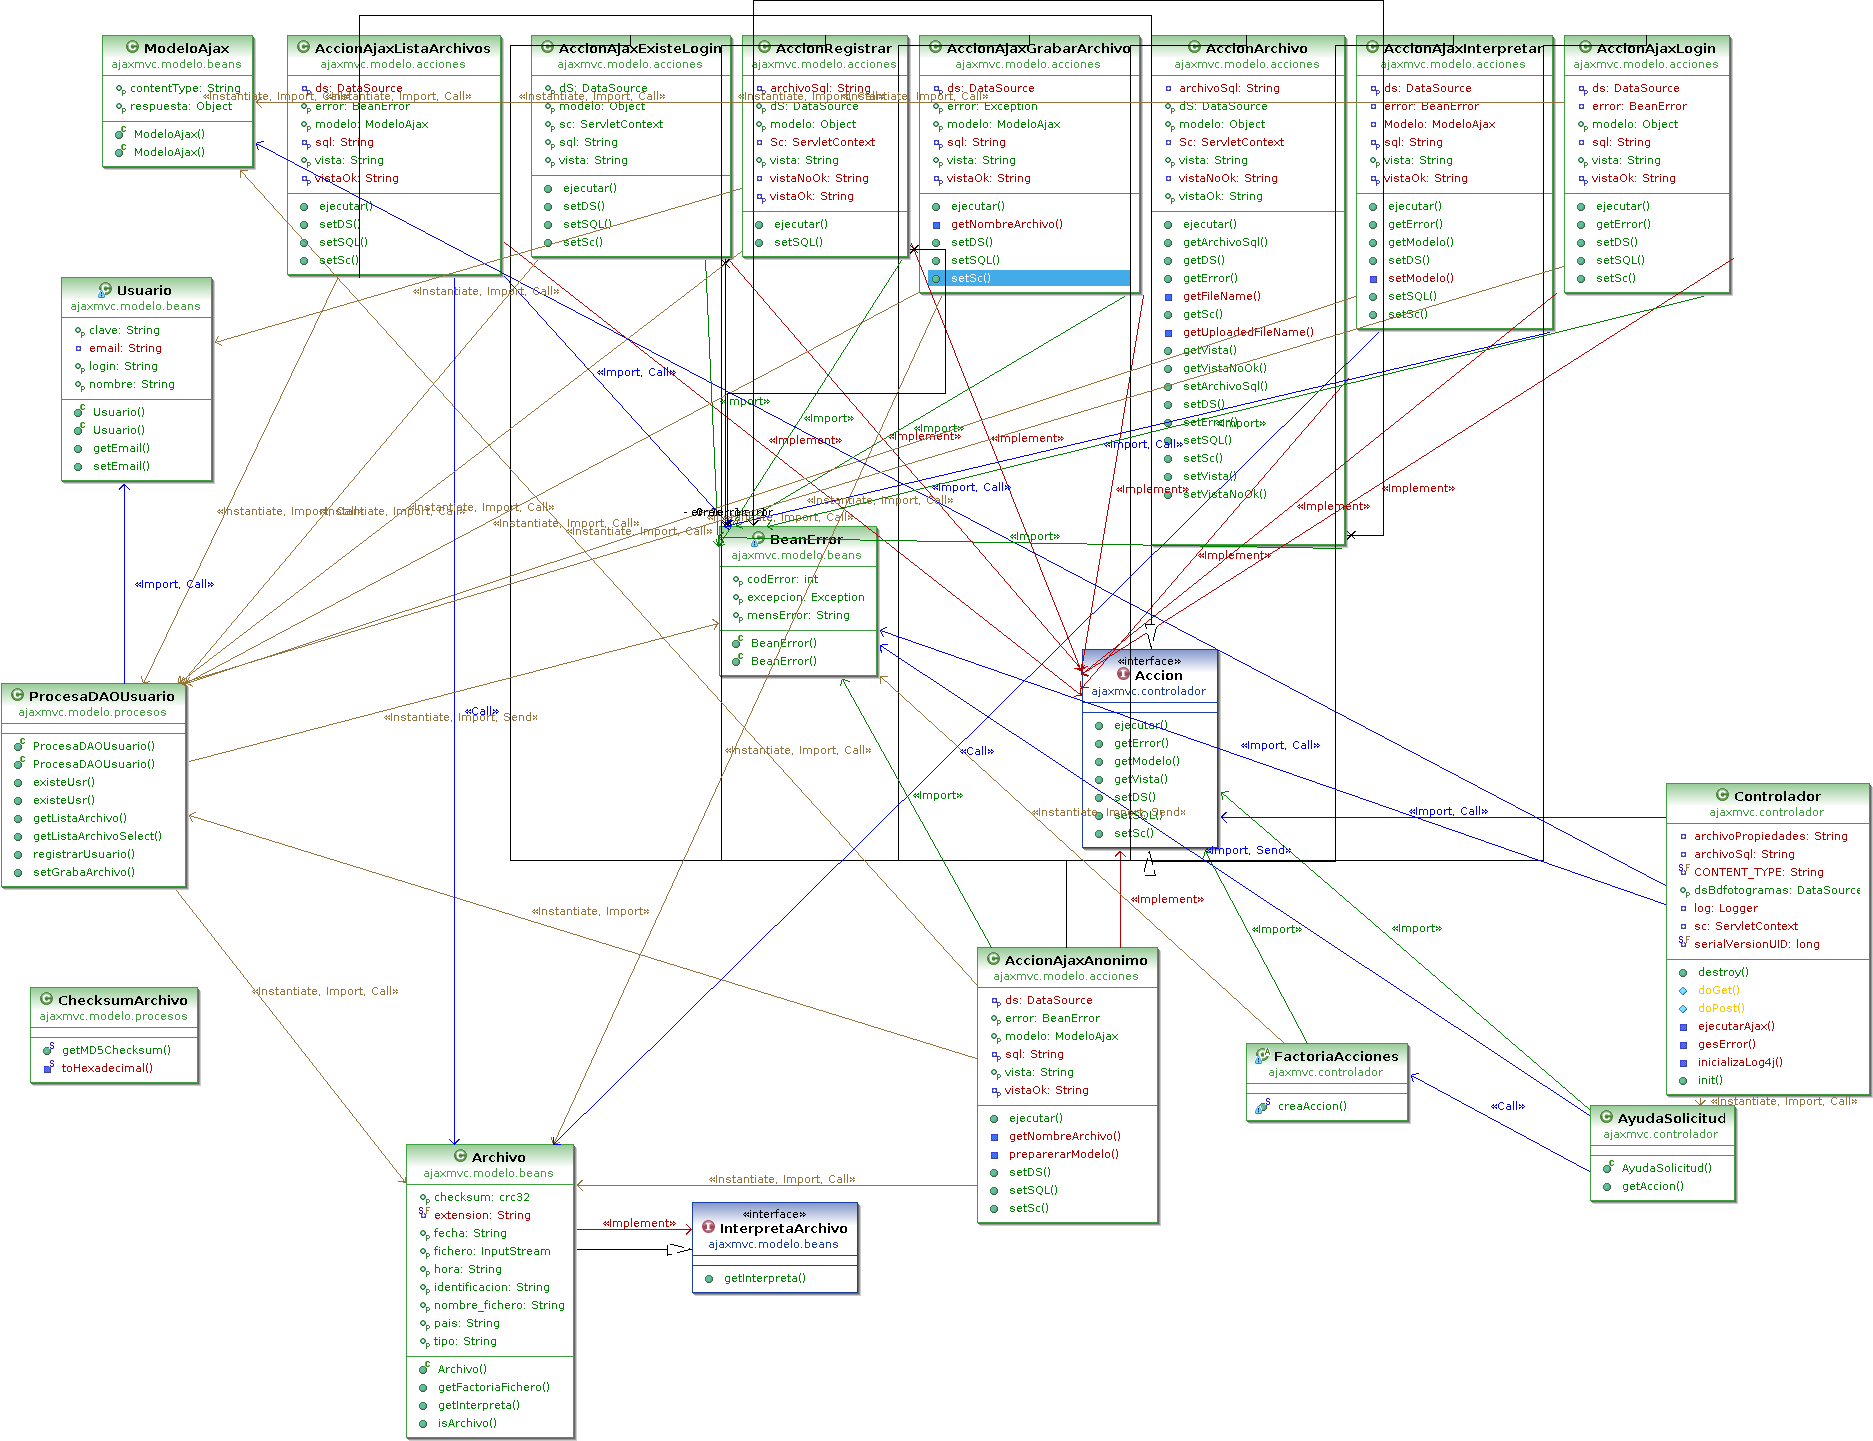 ModeloAjax
ajaxmvc.modelo.beans
contentType: String
respuesta: Object
ModeloAjax()
ModeloAjax()
AccionAjaxListaArchivos
ajaxmvc.modelo.acciones
ds: DataSource
error: BeanError
modelo: ModeloAjax
sql: String
vista: String
vistaOk: String
ejecutar()
setDS()
setSQL()
setSc()
AccionAjaxExisteLogin
ajaxmvc.modelo.acciones
dS: DataSource
modelo: Object
sc: ServletContext
sql: String
vista: String
ejecutar()
setDS()
setSQL()
setSc()
AccionRegistrar
ajaxmvc.modelo.acciones
archivoSql: String
dS: DataSource
modelo: Object
Sc: ServletContext
vista: String
vistaNoOk: String
vistaOk: String
ejecutar()
setSQL()
AccionAjaxGrabarArchivo
ajaxmvc.modelo.acciones
ds: DataSource
error: Exception
modelo: ModeloAjax
sql: String
vista: String
vistaOk: String
ejecutar()
getNombreArchivo()
setDS()
setSQL()
setSc()
AccionArchivo
ajaxmvc.modelo.acciones
archivoSql: String
dS: DataSource
modelo: Object
Sc: ServletContext
vista: String
vistaNoOk: String
vistaOk: String
ejecutar()
getArchivoSql()
getDS()
getError()
getFileName()
getSc()
getUploadedFileName()
getVista()
getVistaNoOk()
setArchivoSql()
setDS()
setError()
setSQL()
setSc()
setVista()
setVistaNoOk()
AccionAjaxInterpretar
ajaxmvc.modelo.acciones
ds: DataSource
error: BeanError
Modelo: ModeloAjax
sql: String
vista: String
vistaOk: String
ejecutar()
getError()
getModelo()
setDS()
setModelo()
setSQL()
setSc()
AccionAjaxLogin
ajaxmvc.modelo.acciones
ds: DataSource
error: BeanError
modelo: Object
sql: String
vista: String
vistaOk: String
ejecutar()
getError()
setDS()
setSQL()
setSc()
«Instantiate, Import, Call»
«Instantiate, Import, Call»
«Instantiate, Import, Call»
Usuario
ajaxmvc.modelo.beans
clave: String
email: String
login: String
nombre: String
Usuario()
Usuario()
getEmail()
setEmail()
«Instantiate, Import, Call»
«Import, Call»
«Import»
«Import»
«Import»
«Import»
«Implement»
«Implement»
«Implement»
«Import, Call»
«Import, Call»
«Implement»
«Implement»
«Implement»
«Implement»
«Instantiate, Import, Call»
«Instantiate, Import, Call»
«Instantiate, Import, Call»
«Instantiate, Import, Call»
«Import»
BeanError
ajaxmvc.modelo.beans
codError: int
excepcion: Exception
mensError: String
BeanError()
BeanError()
«Import, Call»
«interface»
Accion
ajaxmvc.controlador
ejecutar()
getError()
getModelo()
getVista()
setDS()
setSQL()
setSc()
ProcesaDAOUsuario
ajaxmvc.modelo.procesos
ProcesaDAOUsuario()
ProcesaDAOUsuario()
existeUsr()
existeUsr()
getListaArchivo()
getListaArchivoSelect()
registrarUsuario()
setGrabaArchivo()
«Instantiate, Import, Send»
«Call»
«Instantiate, Import, Call»
«Call»
«Import, Call»
«Import»
«Instantiate, Import, Send»
«Import, Call»
«Import, Send»
Controlador
ajaxmvc.controlador
archivoPropiedades: String
archivoSql: String
CONTENT_TYPE: String
dsBdfotogramas: DataSource
log: Logger
sc: ServletContext
serialVersionUID: long
destroy()
doGet()
doPost()
ejecutarAjax()
gesError()
inicializaLog4j()
init()
«Instantiate, Import»
«Implement»
«Import»
«Import»
«Instantiate, Import, Call»
ChecksumArchivo
ajaxmvc.modelo.procesos
getMD5Checksum()
toHexadecimal()
AccionAjaxAnonimo
ajaxmvc.modelo.acciones
ds: DataSource
error: BeanError
modelo: ModeloAjax
sql: String
vista: String
vistaOk: String
ejecutar()
getNombreArchivo()
preparerarModelo()
setDS()
setSQL()
setSc()
FactoriaAcciones
ajaxmvc.controlador
creaAccion()
«Call»
«Instantiate, Import, Call»
AyudaSolicitud
ajaxmvc.controlador
AyudaSolicitud()
getAccion()
Archivo
ajaxmvc.modelo.beans
checksum: crc32
extension: String
fecha: String
fichero: InputStream
hora: String
identificacion: String
nombre_fichero: String
pais: String
tipo: String
Archivo()
getFactoriaFichero()
getInterpreta()
isArchivo()
«Instantiate, Import, Call»
«Implement»
«interface»
InterpretaArchivo
ajaxmvc.modelo.beans
getInterpreta()